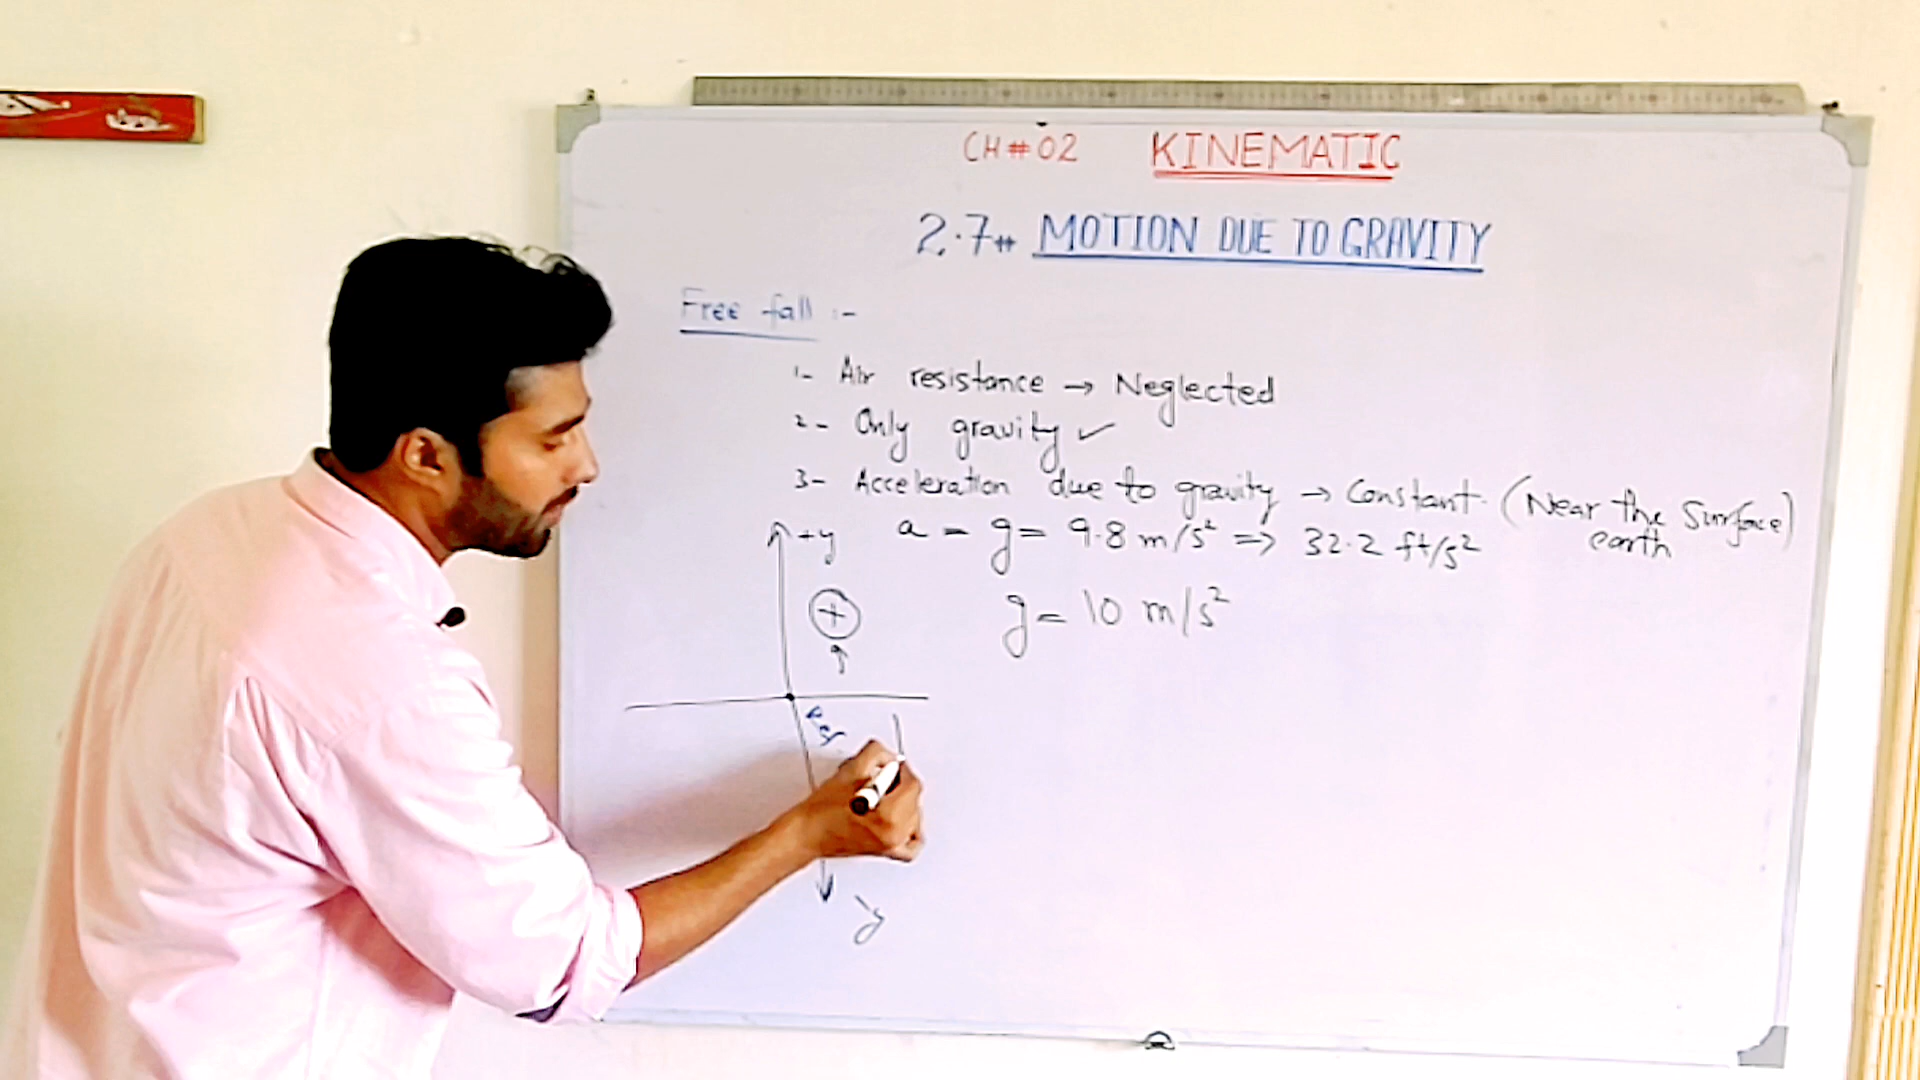 CH # 02 KINEMATIC
2.7# MOTION DUE TO GRAVITY
Free fall :-
1- Air resistance → Neglected
2- Only gravity ✓
3- Acceleration due to gravity → Constant. (Near the Surface)
earth
a = g = 9.8 m/s² => 32.2 ft/s²
+y
+
g = 10 m/s²
-y